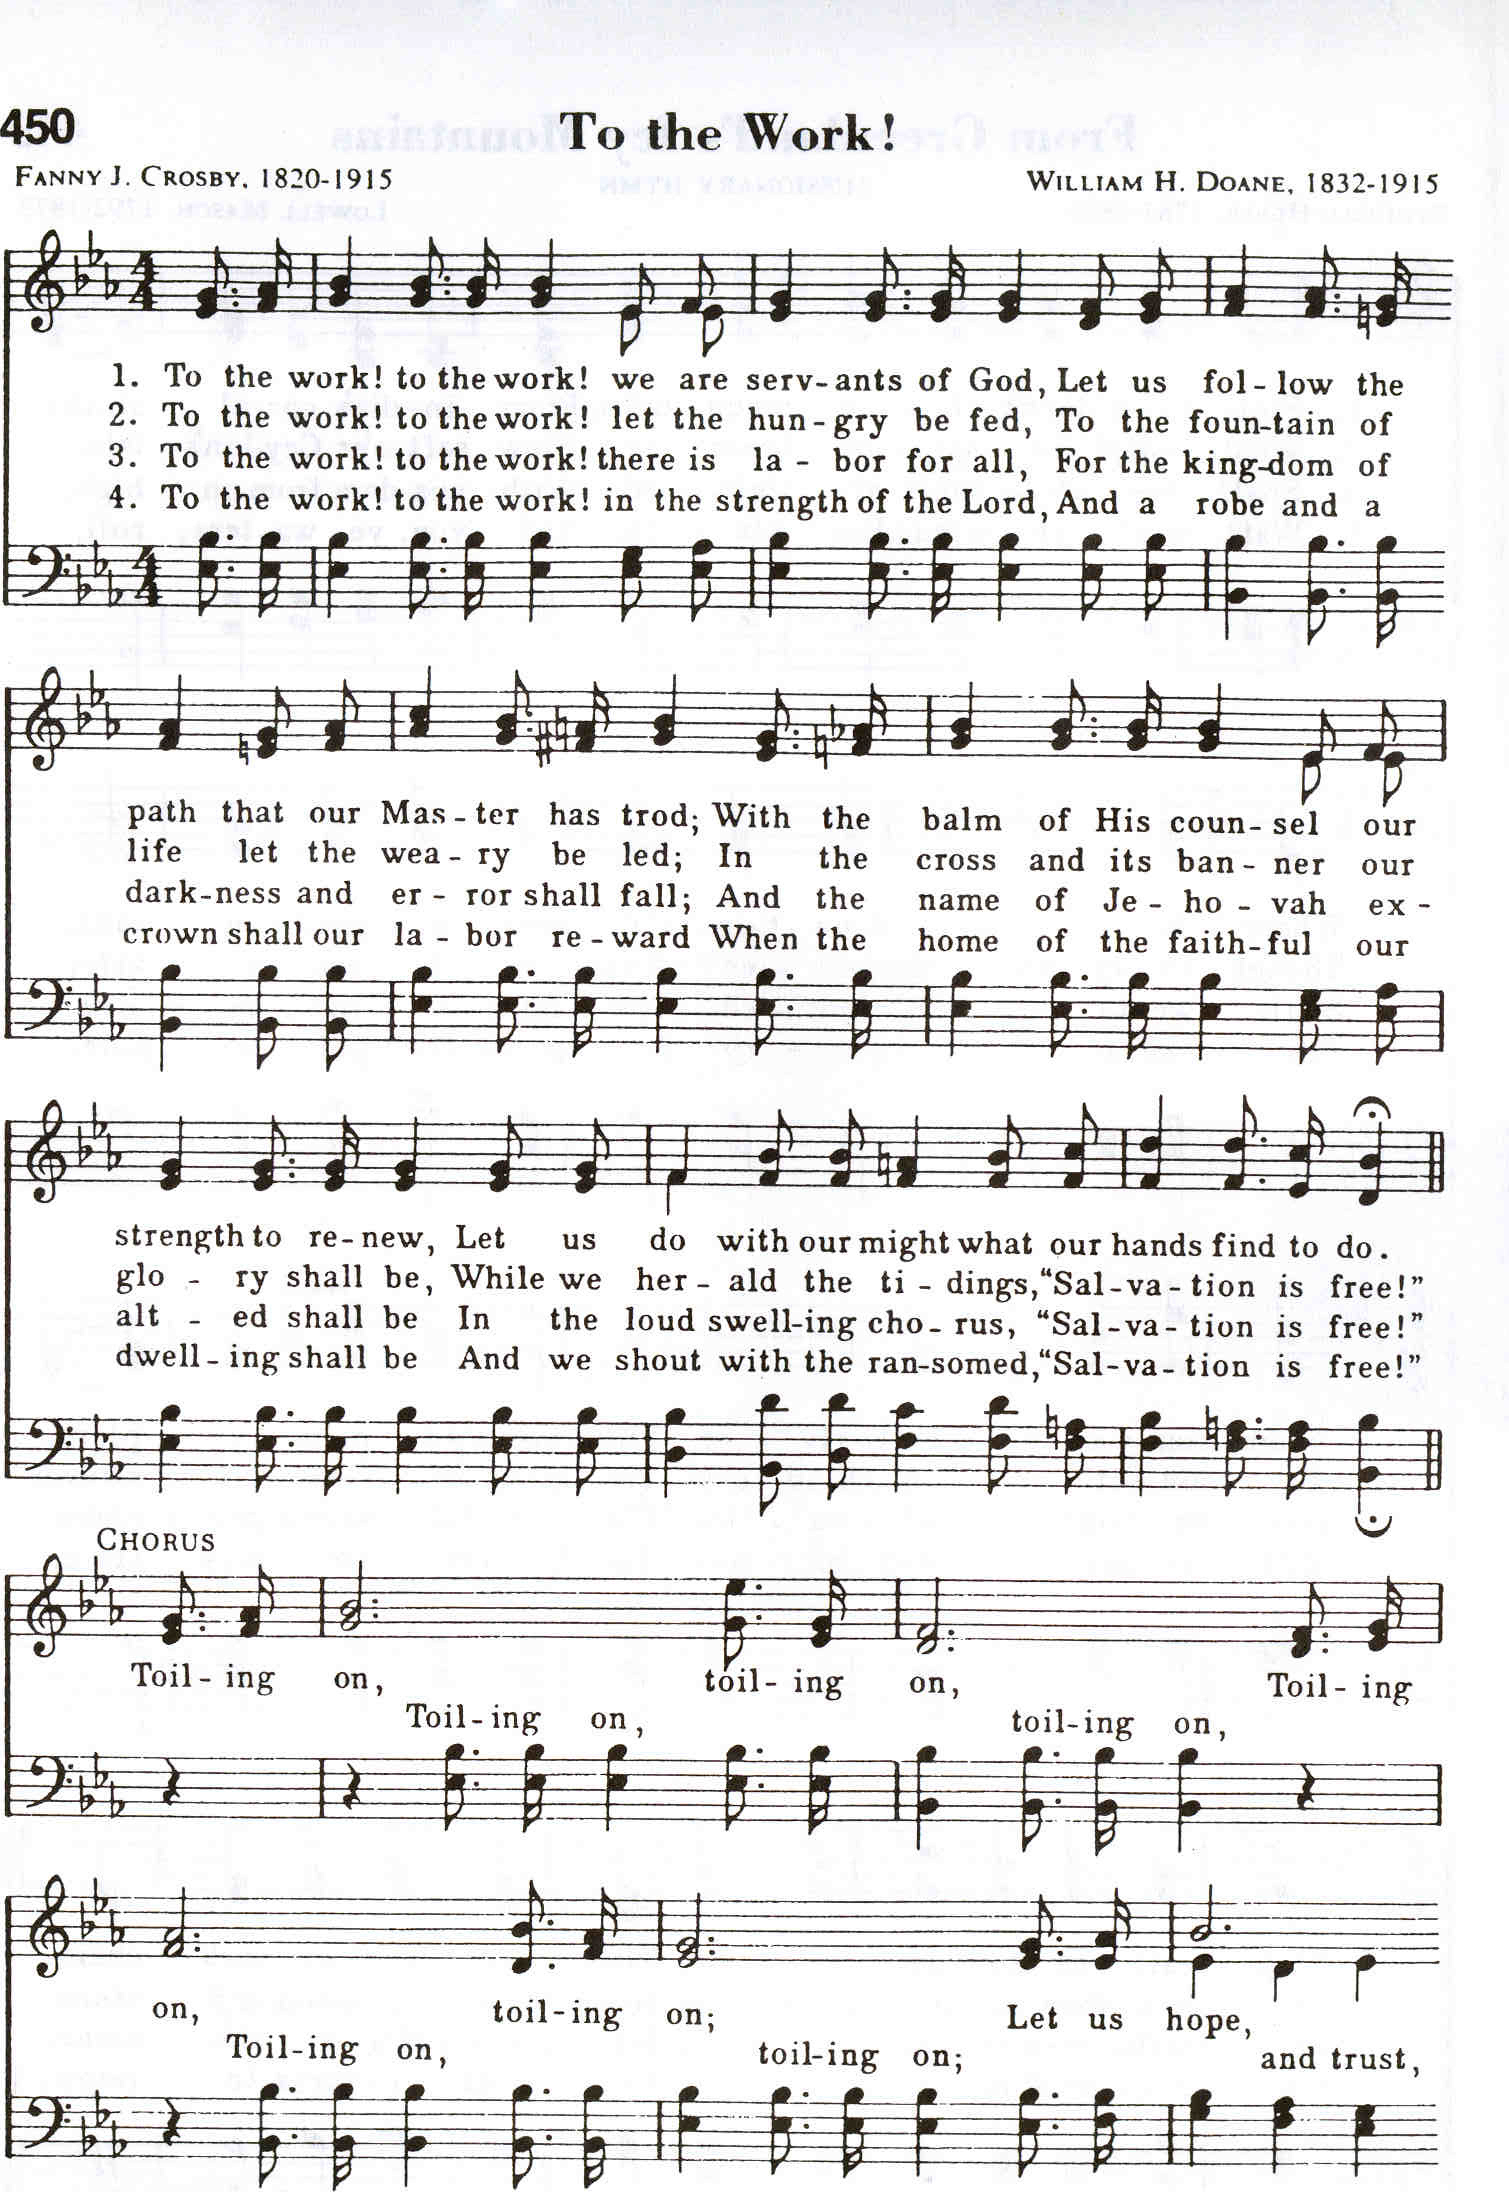 450
To the Work!
FANNY J. CROSBY, 1820-1915
WILLIAM H. DOANE, 1832-1915
1. To the work! to the work! we are serv-ants of God, Let us fol-low the
2. To the work! to the work! let the hun-gry be fed, To the foun-tain of
3. To the work! to the work! there is la-bor for all, For the king-dom of
4. To the work! to the work! in the strength of the Lord, And a robe and a
path that our Mas-ter has trod; With the balm of His coun-sel our
life let the wea-ry be led; In the cross and its ban-ner our
dark-ness and er-ror shall fall; And the name of Je-ho-vah ex-
crown shall our la-bor re-ward When the home of the faith-ful our
strength to re-new, Let us do with our might what our hands find to do.
glo-ry shall be, While we her-ald the ti-dings, “Sal-va-tion is free!”
alt-ed shall be In the loud swell-ing cho-rus, “Sal-va-tion is free!”
dwell-ing shall be And we shout with the ran-somed, “Sal-va-tion is free!”
CHORUS
Toil-ing on, toil-ing on, Toil-ing
Toil-ing on, toil-ing on,
on, toil-ing on; Let us hope,
Toil-ing on, toil-ing on; and trust,